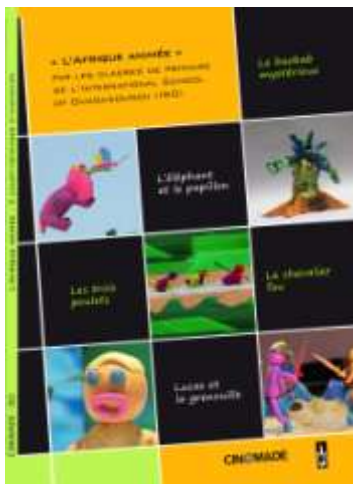 « L'AFRIQUE ANIMÉE »
PAR LES CLASSES DE PRIMAIRE
DE L'INTERNATIONAL SCHOOL
OF OUAGADOUGOU (ISO)
Le baobab
mystérieux
L'éléphant
et le papillon
Les trois
poulets
Le chevalier
fou
Lucas et
la grenouille
CINOMADE